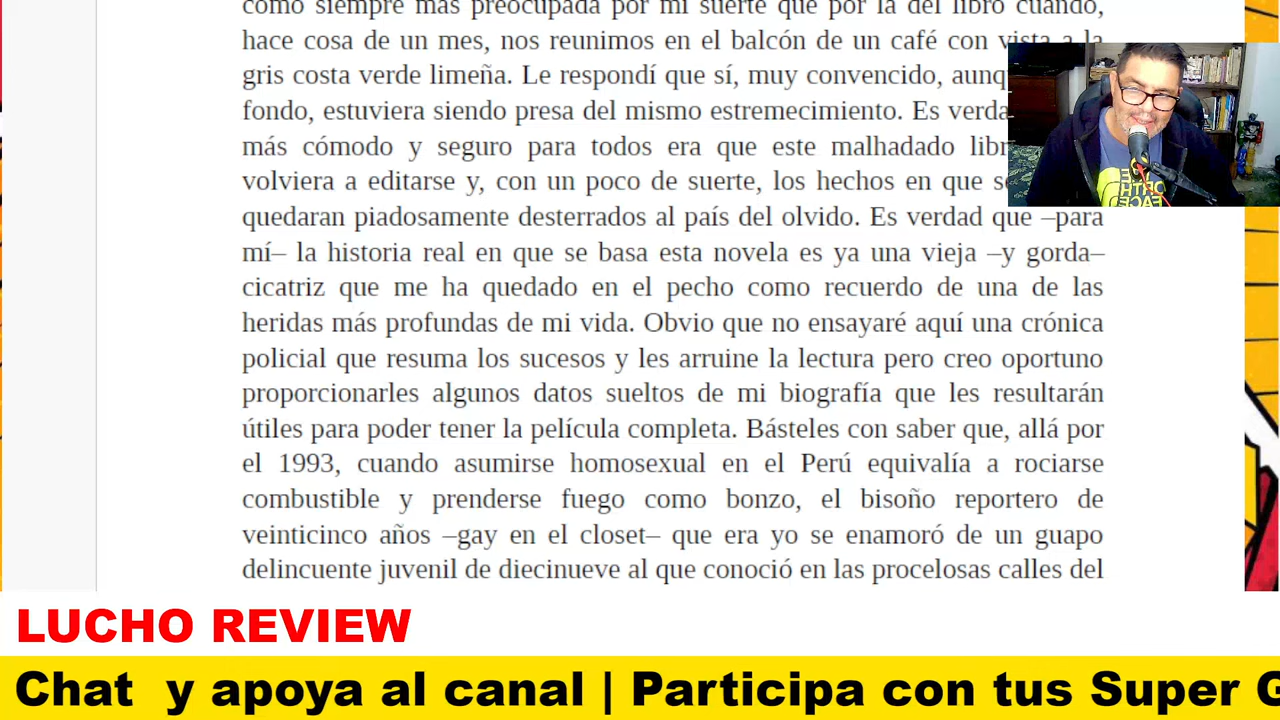 como siempre más preocupada por mi suerte que por la del libro cuando,
hace cosa de un mes, nos reunimos en el balcón de un café con vista a la
gris costa verde limeña. Le respondí que sí, muy convencido,
fondo, estuviera siendo presa del mismo estremecimiento. Es
más cómodo y seguro para todos era que este malhadado
volviera a editarse y, con un poco de suerte, los hechos en que
quedaran piadosamente desterrados al país del olvido. Es verdad que –para
mí– la historia real en que se basa esta novela es ya una vieja –y gorda–
cicatriz que me ha quedado en el pecho como recuerdo de una de las
heridas más profundas de mi vida. Obvio que no ensayaré aquí una crónica
policial que resuma los sucesos y les arruine la lectura pero creo oportuno
proporcionarles algunos datos sueltos de mi biografía que les resultarán
útiles para poder tener la película completa. Básteles con saber que, allá por
el 1993, cuando asumirse homosexual en el Perú equivalía a rociarse
combustible y prenderse fuego como bonzo, el bisoño reportero de
veinticinco años –gay en el closet– que era yo se enamoró de un guapo
delincuente juvenil de diecinueve al que conoció en las procelosas calles del
LUCHO REVIEW
Chat y apoya al canal | Participa con tus Super